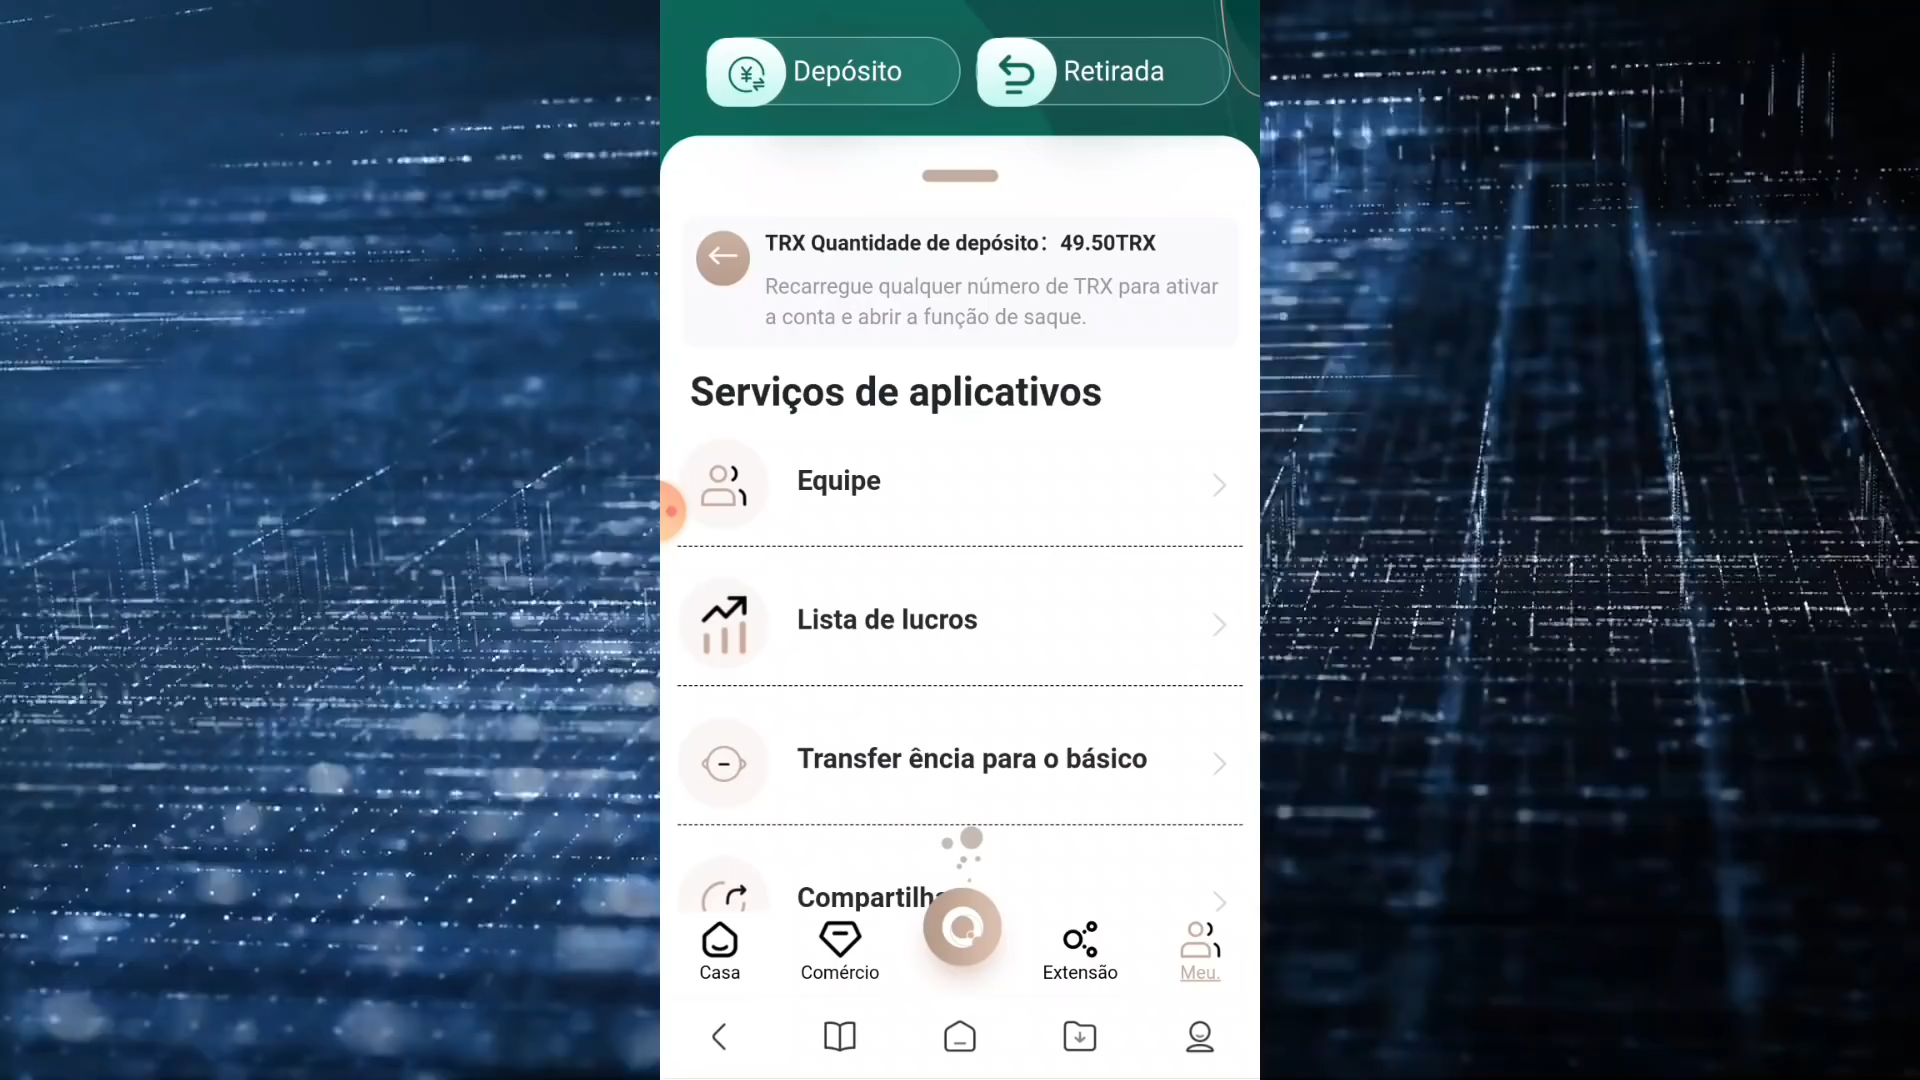 Depósito
Retirada
TRX Quantidade de depósito：49.50TRX
Recarregue qualquer número de TRX para ativar
a conta e abrir a função de saque.
Serviços de aplicativos
Equipe
Lista de lucros
Transfer ência para o básico
Compartilha
Casa
Comércio
Extensão
Meu.